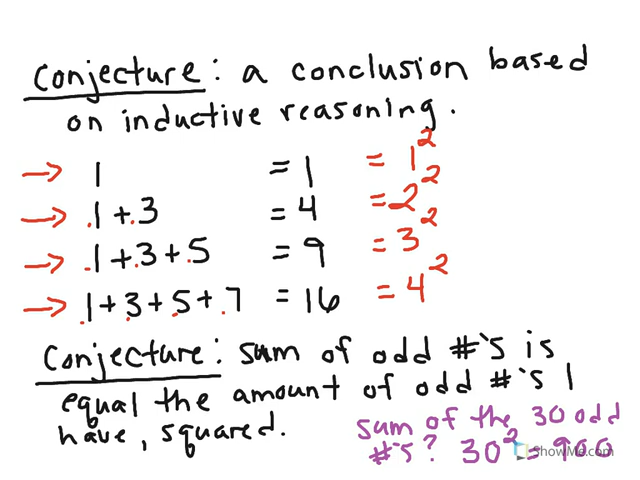 Conjecture: a conclusion based
on inductive reasoning.
→ 1 = 1 = 1²
→ 1 + 3 = 4 = 2²
→ 1 + 3 + 5 = 9 = 3²
→ 1 + 3 + 5 + 7 = 16 = 4²
Conjecture: sum of odd #'s is
equal the amount of odd #'s I
have, squared.
sum of the 30 odd
#'s? 30² = 900
ShowMe.com